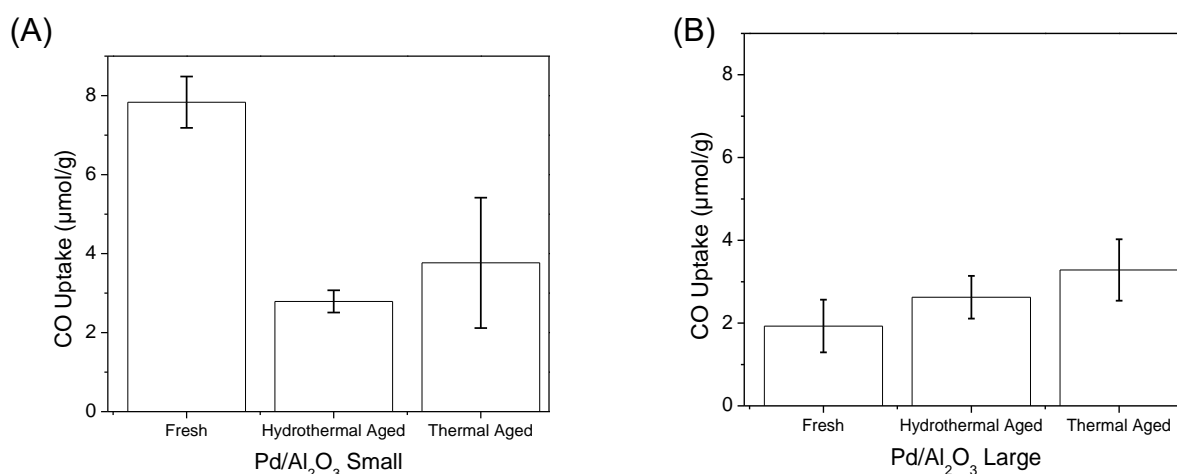 (A)
8
6
4
2
0
CO Uptake (μmol/g)
Fresh Hydrothermal Aged Thermal Aged
Pd/Al₂O₃ Small
(B)
8
6
4
2
0
CO Uptake (μmol/g)
Fresh Hydrothermal Aged Thermal Aged
Pd/Al₂O₃ Large